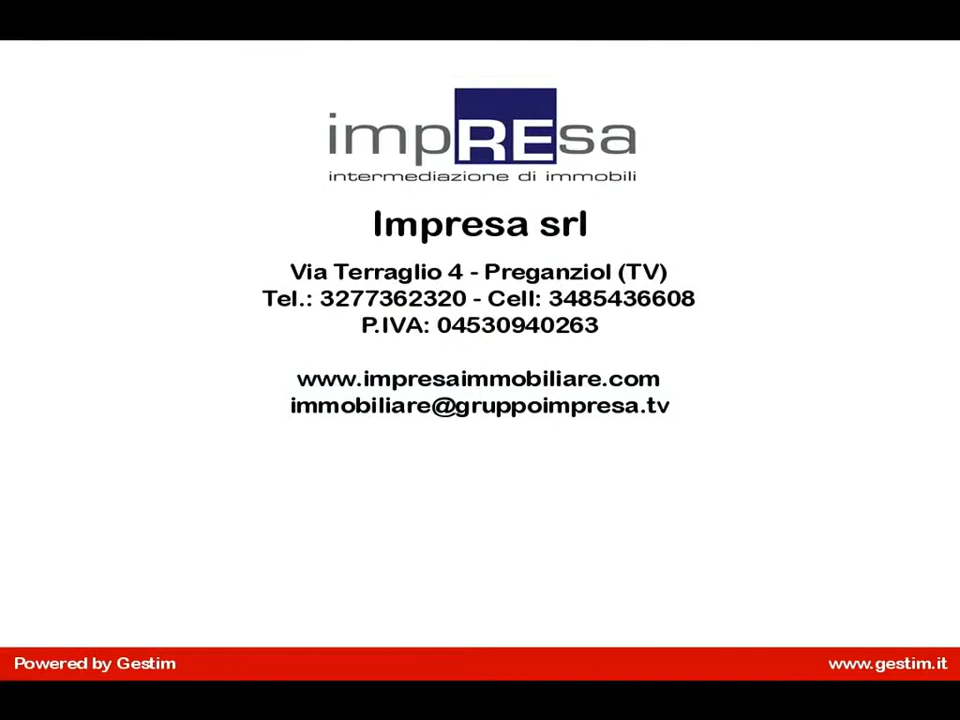 impREsa
intermediazione di immobili
Impresa srl
Via Terraglio 4 - Preganziol (TV)
Tel.: 3277362320 - Cell: 3485436608
P.IVA: 04530940263
www.impresaimmobiliare.com
immobiliare@gruppoimpresa.tv
Powered by Gestim
www.gestim.it